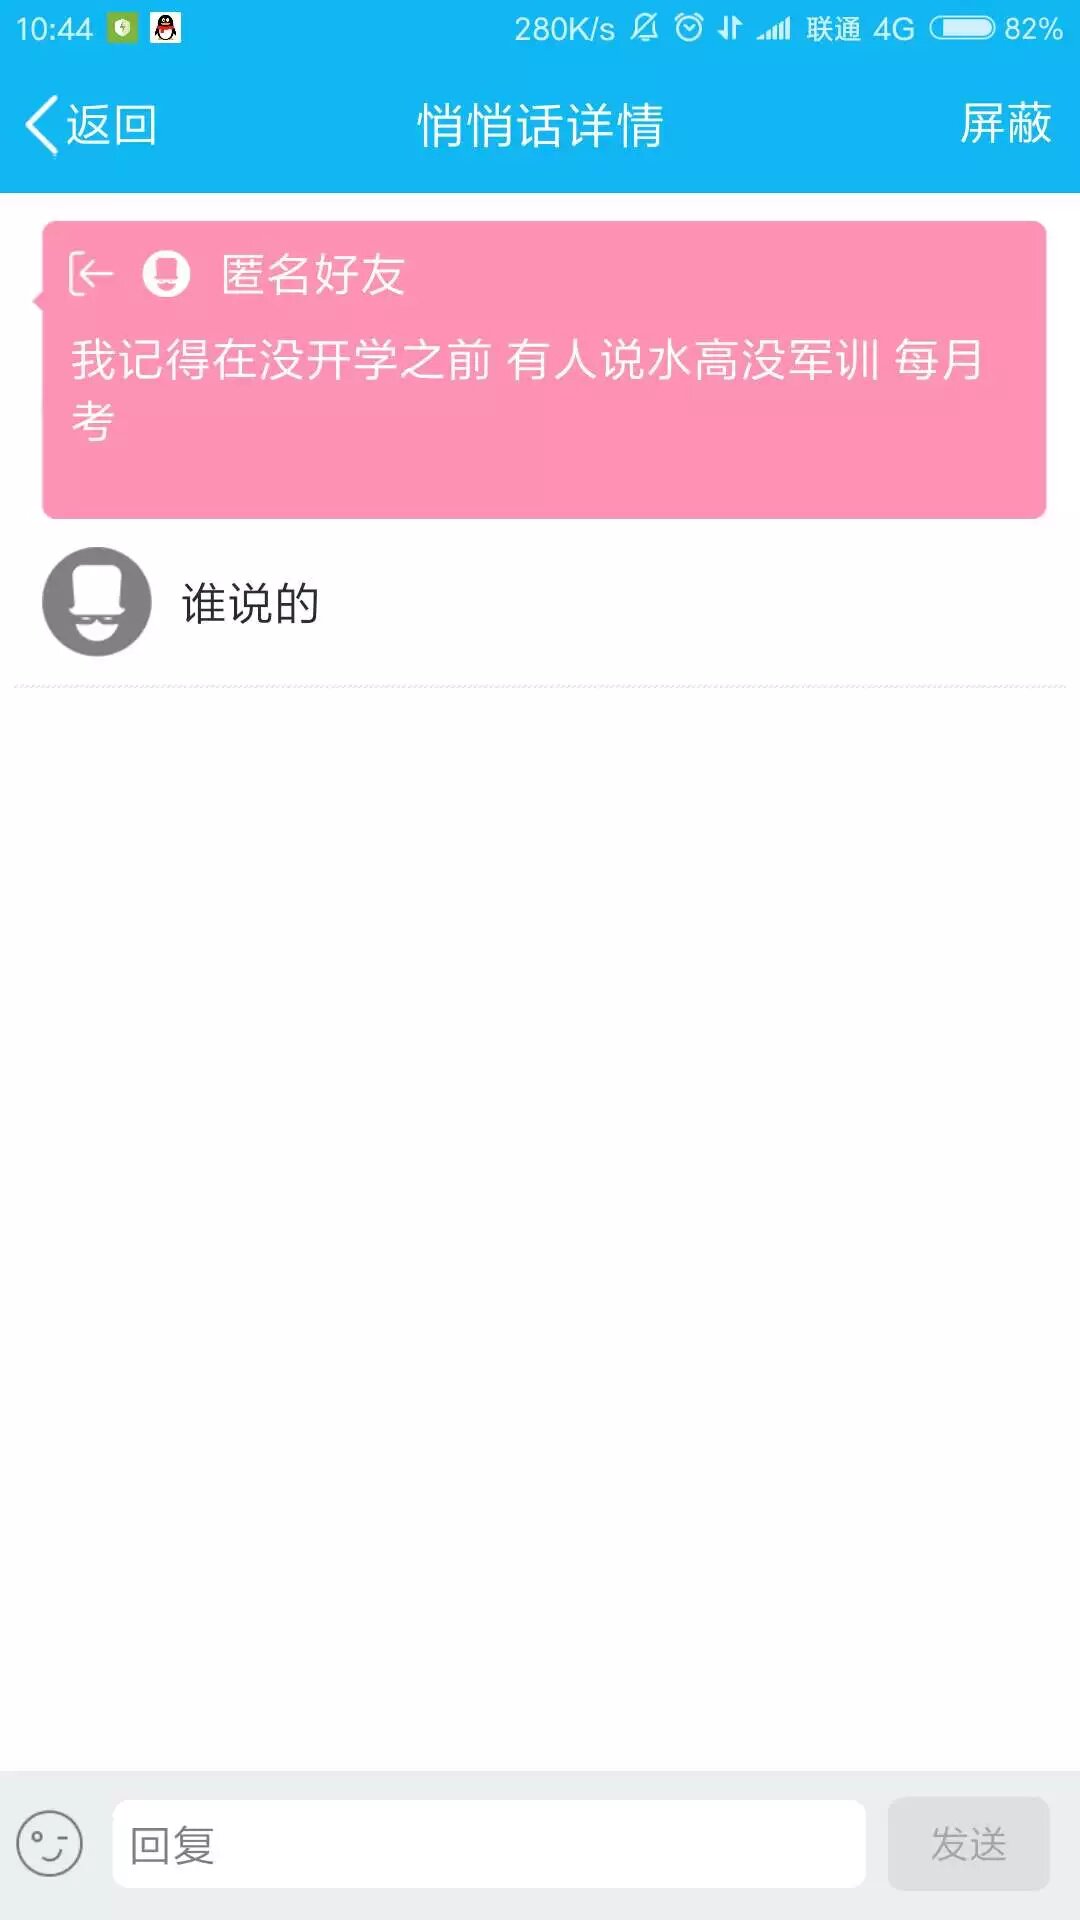 10:44 280K/s 联通 4G 82%
返回 悄悄话详情 屏蔽
匿名好友
我记得在没开学之前 有人说水高没军训 每月
考
谁说的
回复 发送